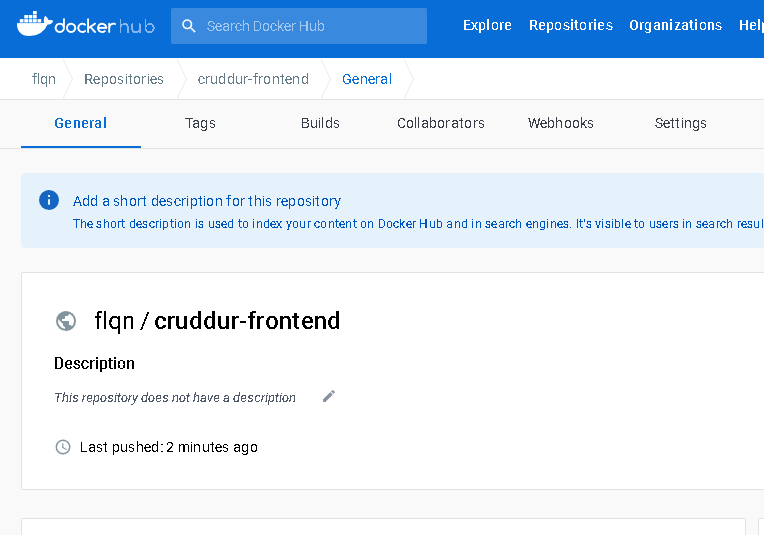 docker hub Search Docker Hub Explore Repositories Organizations
flqn Repositories cruddur-frontend General
General Tags Builds Collaborators Webhooks Settings
Add a short description for this repository
The short description is used to index your content on Docker Hub and in search engines. It's visible to users in search
flqn / cruddur-frontend
Description
This repository does not have a description
Last pushed: 2 minutes ago